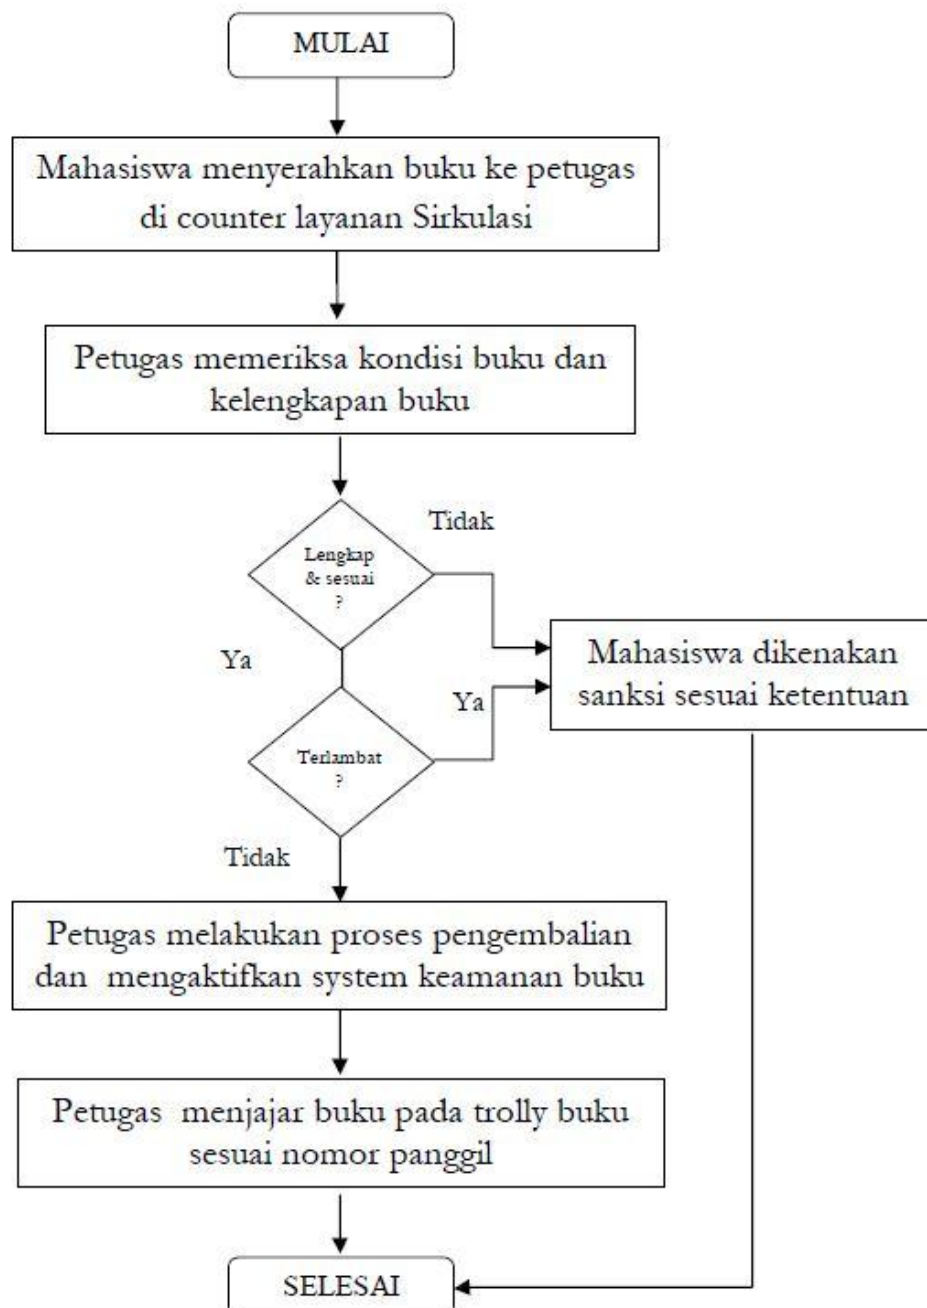 MULAI
Mahasiswa menyerahkan buku ke petugas
di counter layanan Sirkulasi
Petugas memeriksa kondisi buku dan
kelengkapan buku
Tidak
Lengkap
& sesuai
?
Ya
Mahasiswa dikenakan
sanksi sesuai ketentuan
Ya
Terlambat
?
Tidak
Petugas melakukan proses pengembalian
dan mengaktifkan system keamanan buku
Petugas menjajar buku pada trolly buku
sesuai nomor panggil
SELESAI